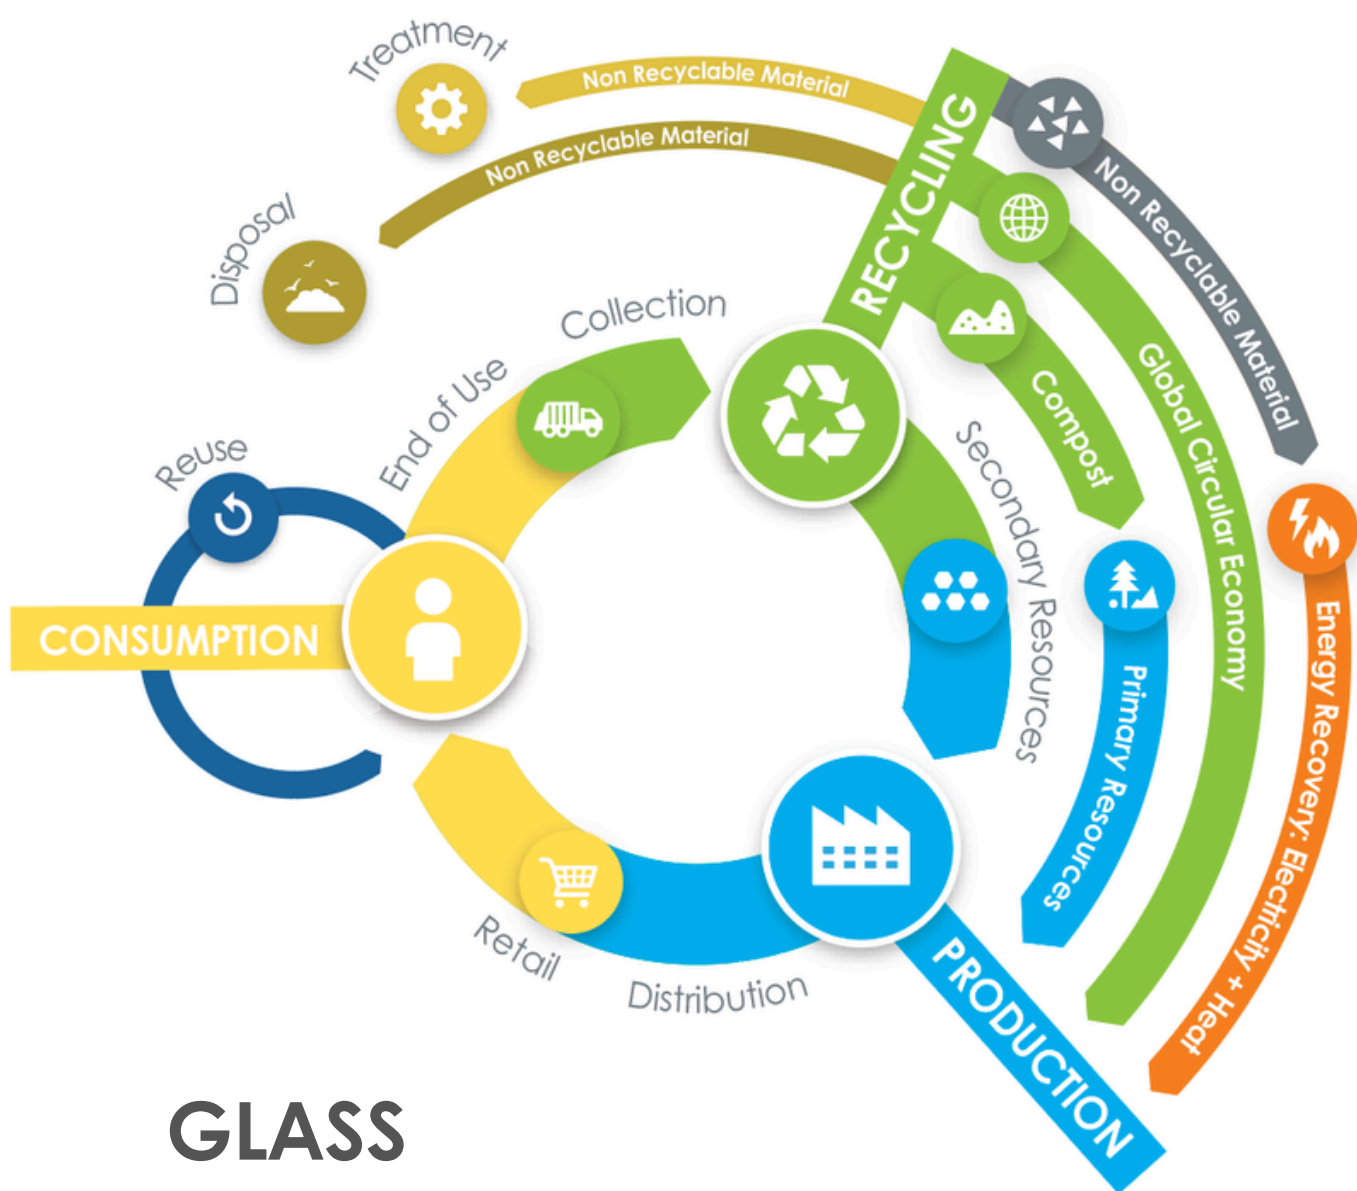 Treatment
Non Recyclable Material
Non Recyclable Material
Disposal
RECYCLING
Non Recyclable Material
Collection
End of Use
Reuse
Global Circular Economy
Compost
Secondary Resources
CONSUMPTION
Primary Resources
Energy Recovery: Electricity + Heat
Retail
Distribution
PRODUCTION
GLASS